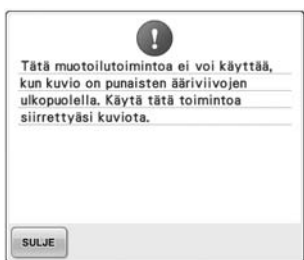 Tätä muotoilutoimintoa ei voi käyttää,
kun kuvio on punaisten ääriviivojen
ulkopuolella. Käytä tätä toimintoa
siirrettyäsi kuviota.
SULJE